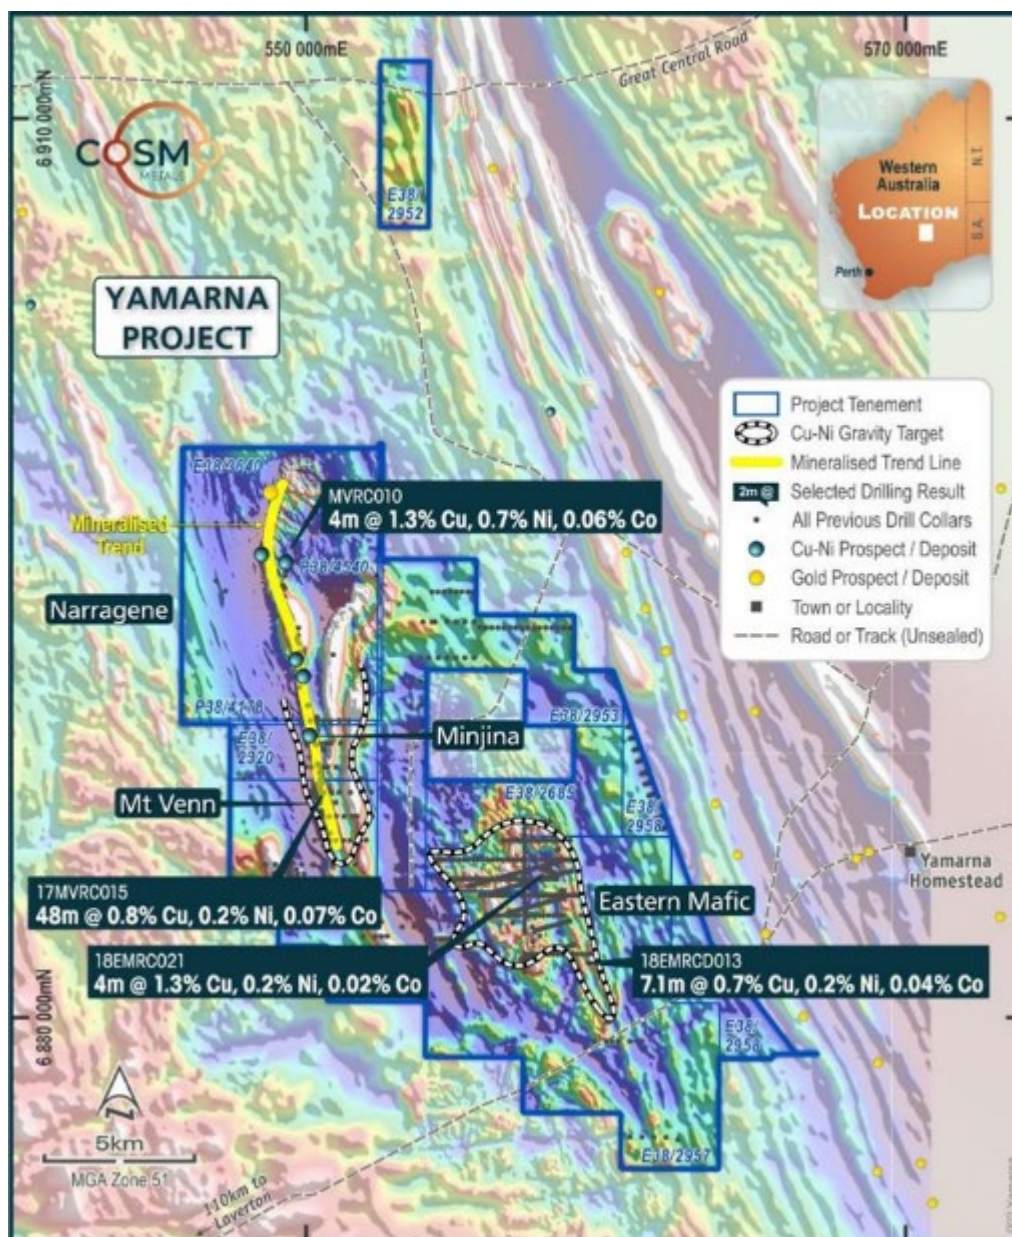 550 000mE
570 000mE
Great Central Road
6 910 000mN
COSMO
METALS
E38/
2952
Western
Australia
LOCATION
N.T.
S.A.
Perth
YAMARNA
PROJECT
Project Tenement
Cu-Ni Gravity Target
Mineralised Trend Line
2m @
Selected Drilling Result
All Previous Drill Collars
Cu-Ni Prospect / Deposit
Gold Prospect / Deposit
Town or Locality
Road or Track (Unsealed)
MVRC010
4m @ 1.3% Cu, 0.7% Ni, 0.06% Co
Mineralised
Trend
P38/4540
Narragene
P38/4178
E38/2953
E38/
2320
Minjina
Mt Venn
E38/2685
E38/
2958
Yamarna
Homestead
17MVRC015
48m @ 0.8% Cu, 0.2% Ni, 0.07% Co
Eastern Mafic
18EMRC021
4m @ 1.3% Cu, 0.2% Ni, 0.02% Co
18EMRCD013
7.1m @ 0.7% Cu, 0.2% Ni, 0.04% Co
6 880 000mN
E38/
2958
N
5km
MGA Zone 51
E38/2957
110km to
Laverton